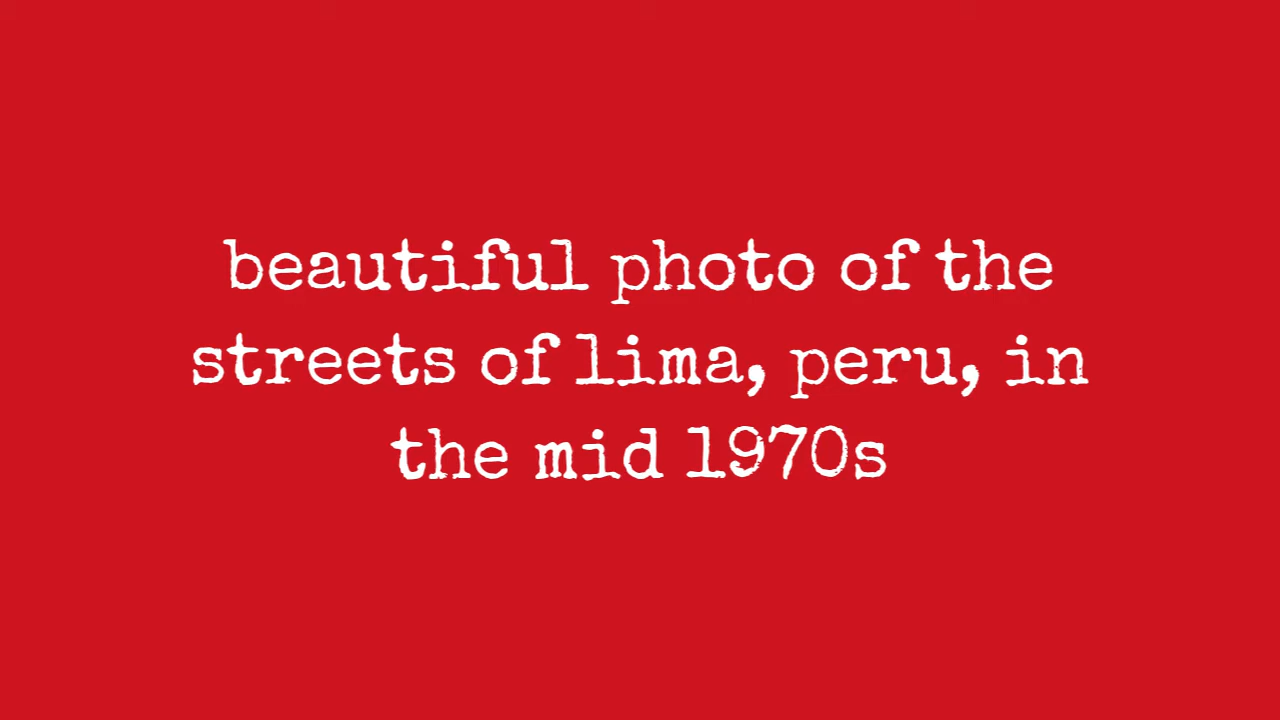 beautiful photo of the
streets of lima, peru, in
the mid 1970s